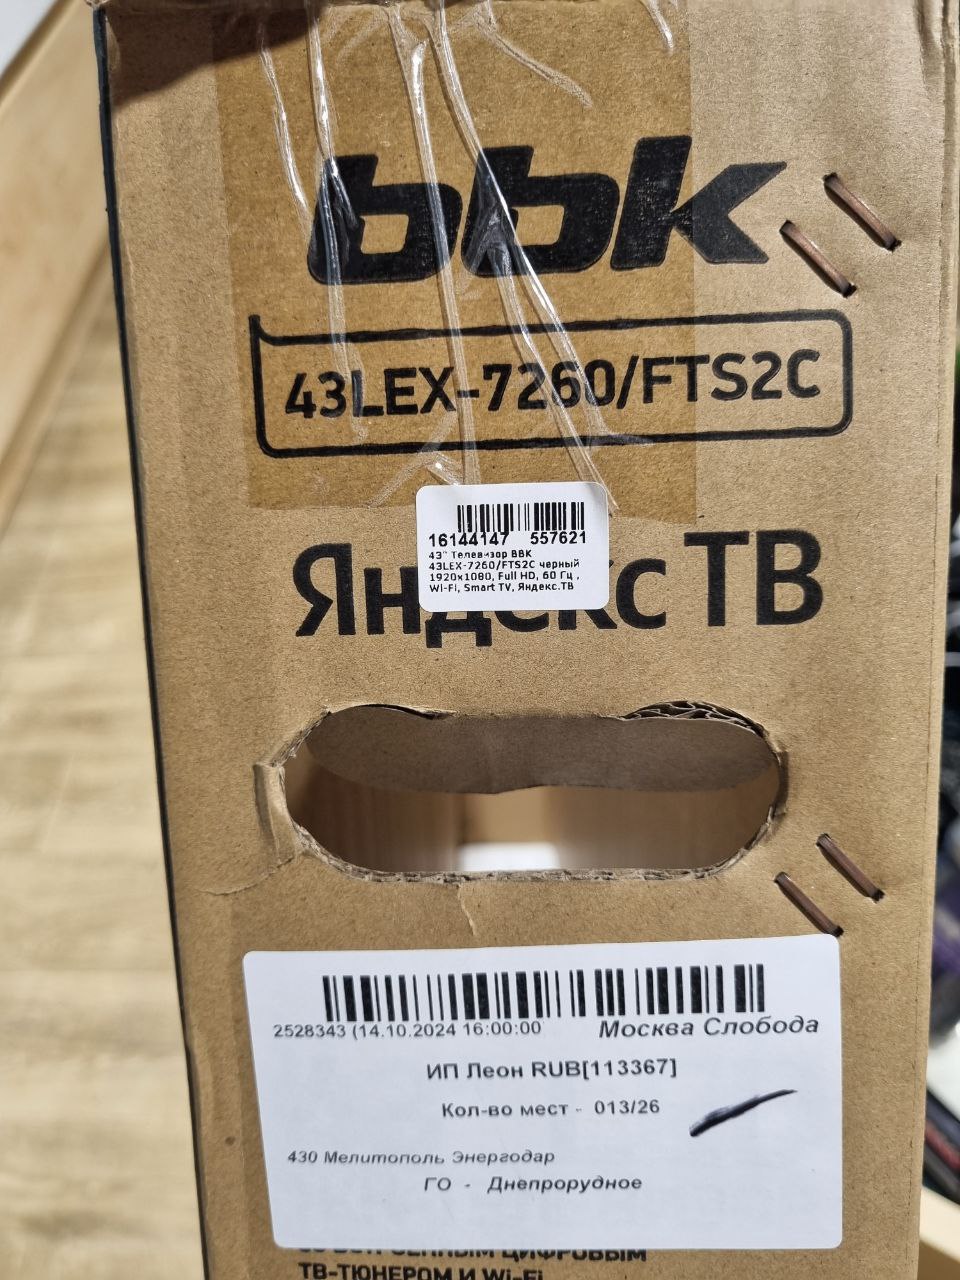 bbk
43LEX-7260/FTS2C
16144147 557621
43" Телевизор BBK
43LEX-7260/FTS2C черный
1920x1080, Full HD, 60 Гц ,
Wi-Fi, Smart TV, Яндекс.ТВ
Яндекс ТВ
2528343 (14.10.2024 16:00:00
Москва Слобода
ИП Леон RUB[113367]
Кол-во мест - 013/26
430 Мелитополь Энергодар
ГО - Днепрорудное
ЦИФРОВЫМ
ТВ-ТЮНЕРОМ И Wi-Fi